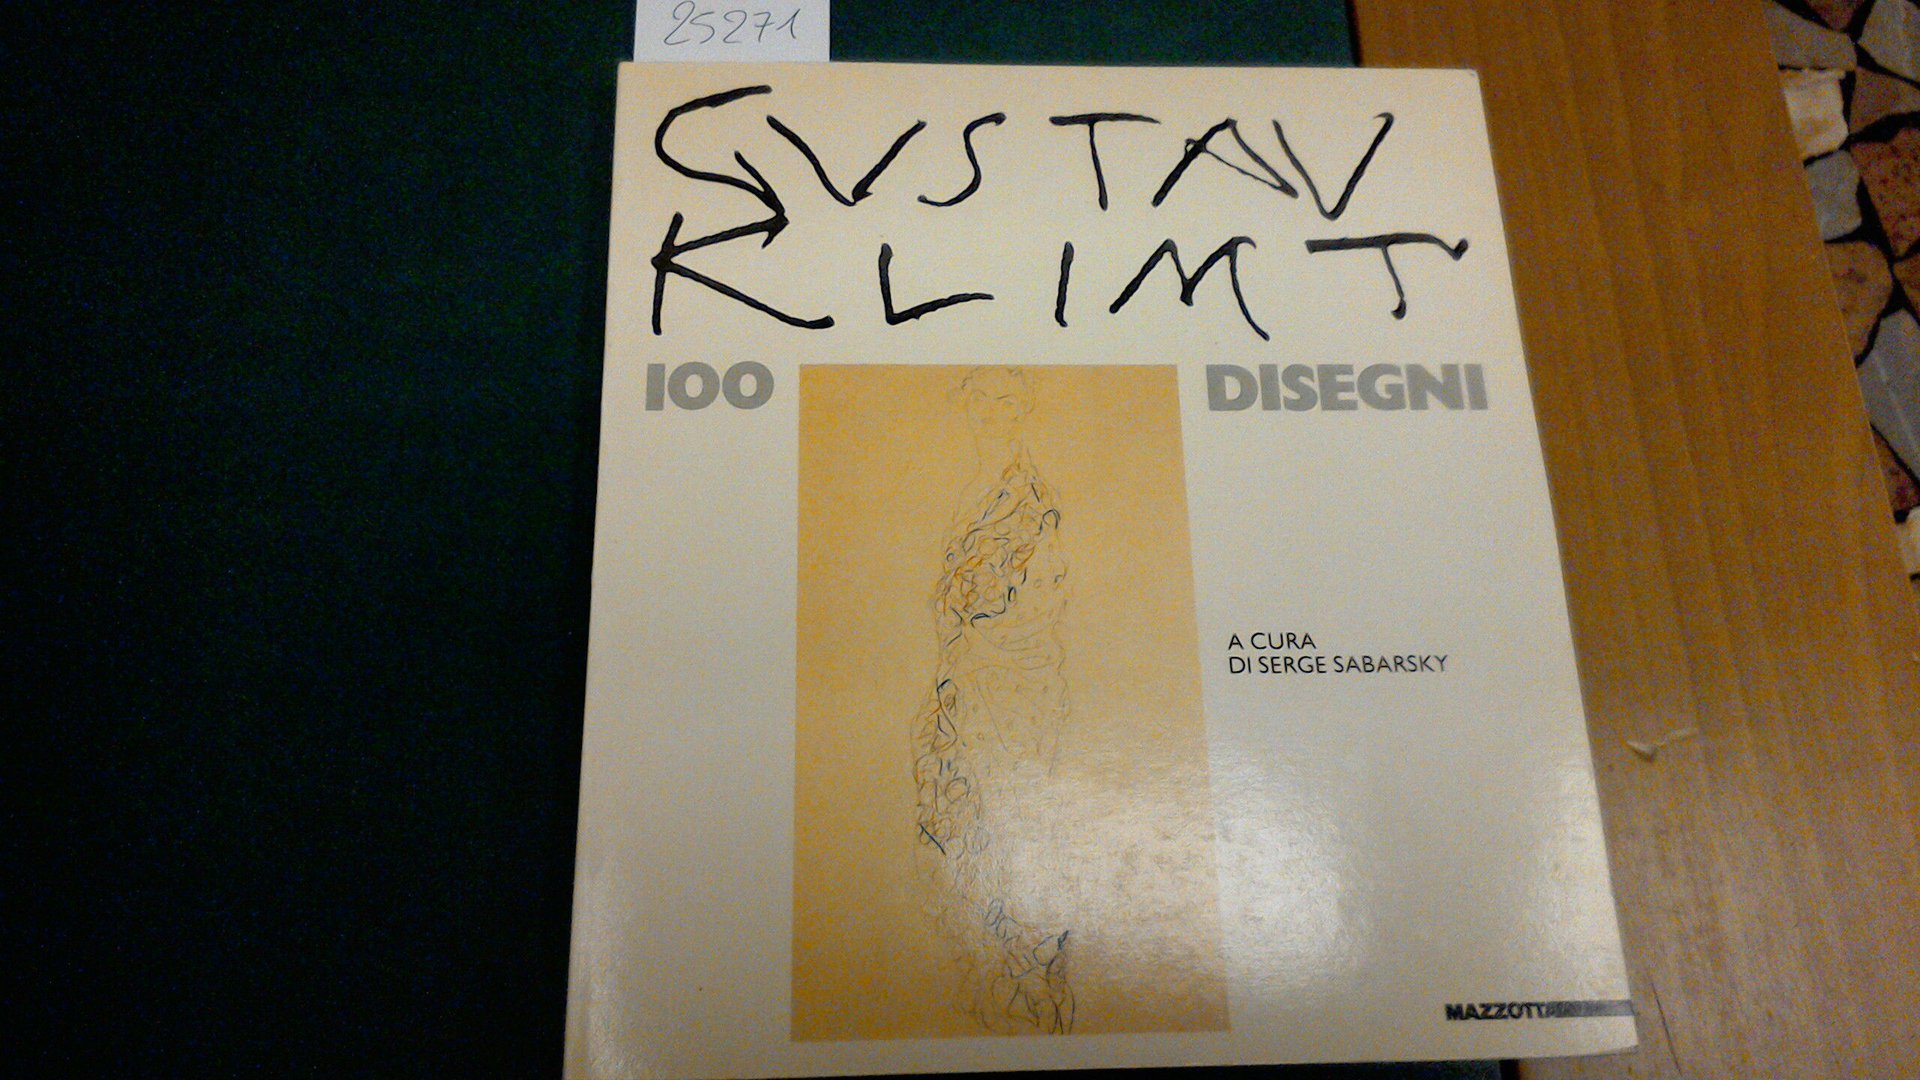 25271
GUSTAV
KLIMT
100 DISEGNI
A CURA
DI SERGE SABARSKY
MAZZOTTA